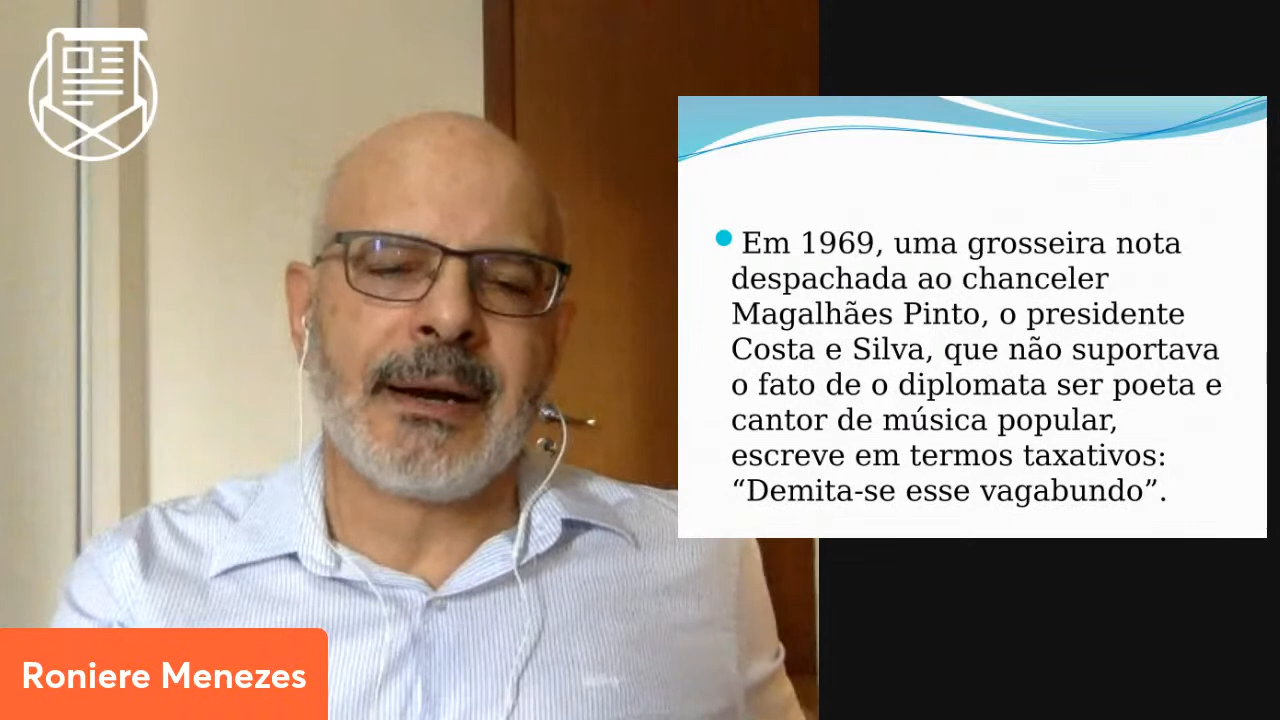 Em 1969, uma grosseira nota
despachada ao chanceler
Magalhães Pinto, o presidente
Costa e Silva, que não suportava
o fato de o diplomata ser poeta e
cantor de música popular,
escreve em termos taxativos:
“Demita-se esse vagabundo”.
Roniere Menezes